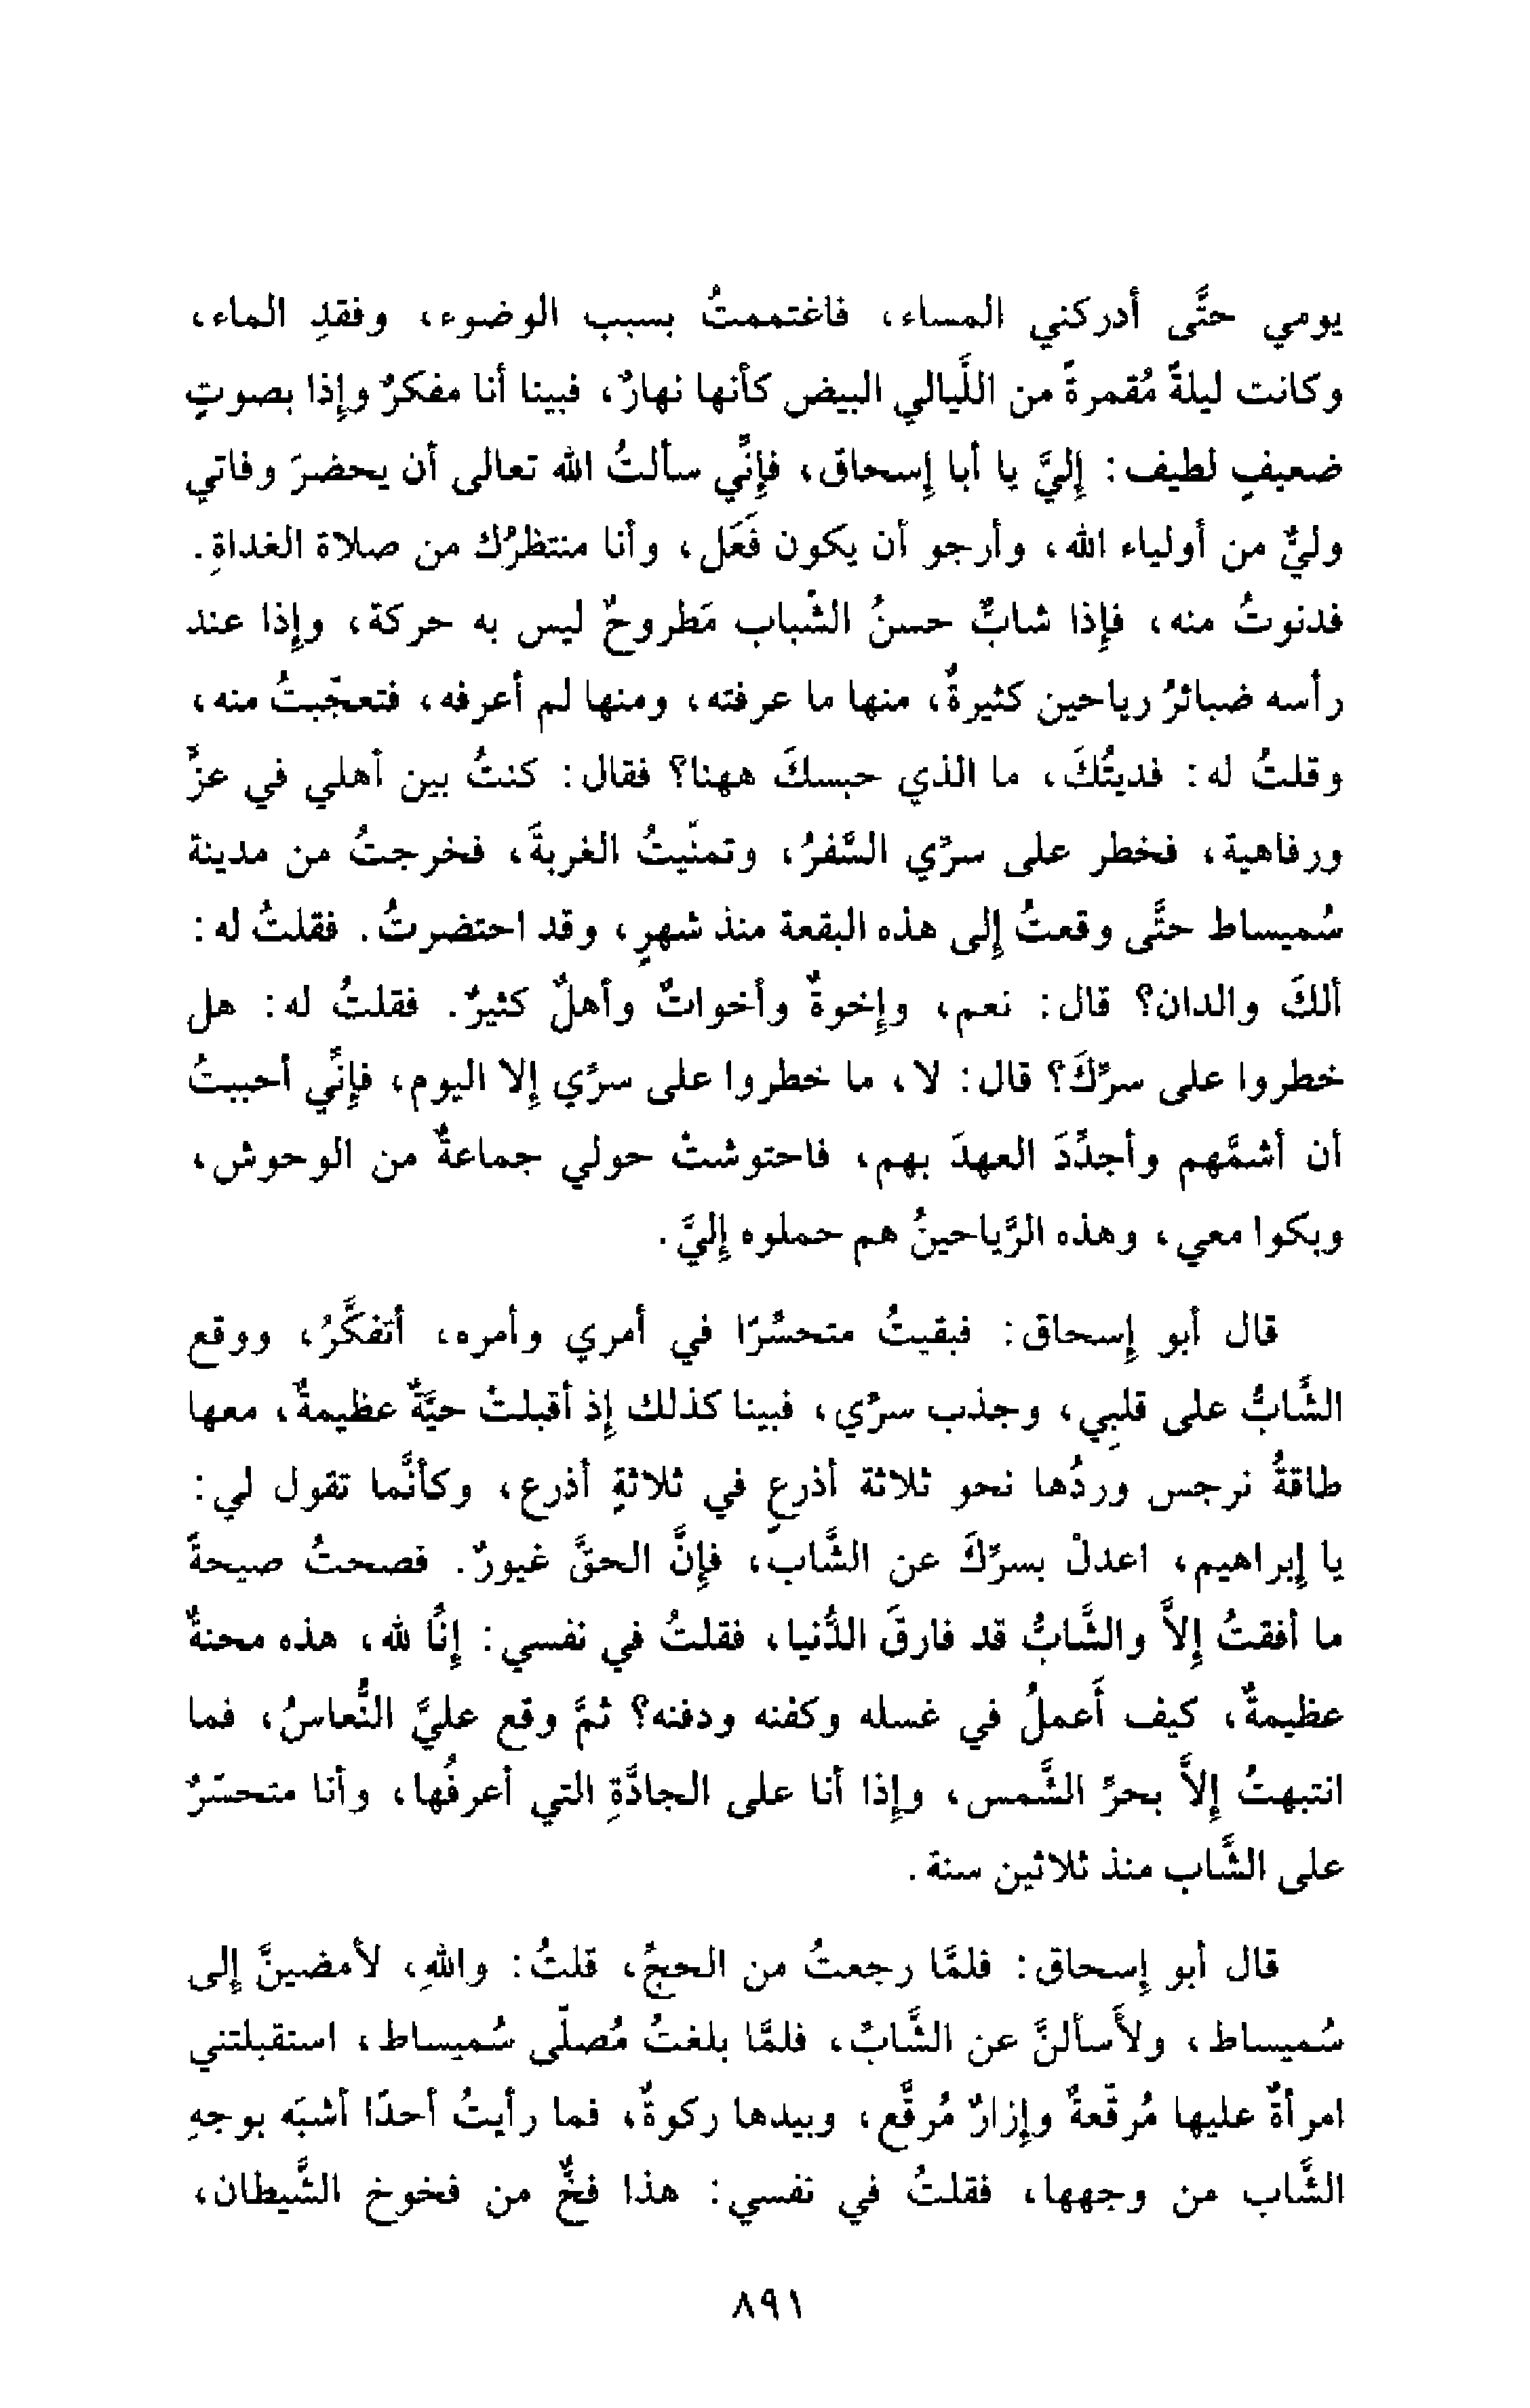 يومي حتَّى أدركني المساء، فاغتممتُ بسبب الوضوء، وفقدِ الماء،
وكانت ليلةً مُقمرةً من اللَّيالي البيض كأنها نهارٌ، فبينا أنا مفكرٌ وإذا بصوتٍ
ضعيفٍ لطيف: إليَّ يا أبا إسحاق، فإنِّي سألتُ الله تعالى أن يحضرَ وفاتي
وليٌّ من أولياء الله، وأرجو أن يكون فَعَل، وأنا منتظرُك من صلاة الغداةِ.
فدنوتُ منه، فإذا شابٌّ حسنُ الشَّباب مَطروحٌ ليس به حركة، وإذا عند
رأسه ضبائرُ رياحين كثيرةٌ، منها ما عرفته، ومنها لم أعرفه، فتعجّبتُ منه،
وقلتُ له: فديتُكَ، ما الذي حبسكَ ههنا؟ فقال: كنتُ بين أهلي في عزِّ
ورفاهية، فخطر على سرِّي السَّفرُ، وتمنّيتُ الغربةَ، فخرجتُ من مدينة
سُميساط حتَّى وقعتُ إلى هذه البقعة منذ شهرٍ، وقد احتضرتُ. فقلتُ له:
ألكَ والدان؟ قال: نعم، وإخوةٌ وأخواتٌ وأهلٌ كثيرٌ. فقلتُ له: هل
خطروا على سرِّكَ؟ قال: لا، ما خطروا على سرِّي إلا اليوم، فإنِّي أحببتُ
أن أشمَّهم وأجدِّدَ العهدَ بهم، فاحتوشتْ حولي جماعةٌ من الوحوش،
وبكوا معي، وهذه الرَّياحينُ هم حملوه إليَّ.
قال أبو إسحاق: فبقيتُ متحسِّرًا في أمري وأمره، أتفكَّرُ، ووقع
الشَّابُّ على قلبِي، وجذب سرِّي، فبينا كذلك إذ أقبلتْ حيَّةٌ عظيمةٌ، معها
طاقةُ نرجس وردُها نحو ثلاثة أذرعٍ في ثلاثةِ أذرع، وكأنَّما تقول لي:
يا إبراهيم، اعدلْ بسرِّكَ عن الشَّاب، فإنَّ الحقَّ غيورٌ. فصحتُ صيحةً
ما أفقتُ إلاَّ والشَّابُّ قد فارقَ الدُّنيا، فقلتُ في نفسي: إنَّا لله، هذه محنةٌ
عظيمةٌ، كيف أَعملُ في غسله وكفنه ودفنه؟ ثمَّ وقع عليَّ النُّعاسُ، فما
انتبهتُ إلاَّ بحرِّ الشَّمس، وإذا أنا على الجادَّةِ التي أعرفُها، وأنا متحسّرٌ
على الشَّاب منذ ثلاثين سنة.
قال أبو إسحاق: فلمَّا رجعتُ من الحجِّ، قلتُ: واللهِ، لأمضينَّ إلى
سُميساط، ولأَسألنَّ عن الشَّابِّ، فلمَّا بلغتُ مُصلّى سُميساط، استقبلتني
امرأةٌ عليها مُرقّعةٌ وإزارٌ مُرقَّع، وبيدها ركوةٌ، فما رأيتُ أحدًا أشبَه بوجهِ
الشَّاب من وجهها، فقلتُ في نفسي: هذا فخٌّ من فخوخ الشَّيطان،
٨٩١